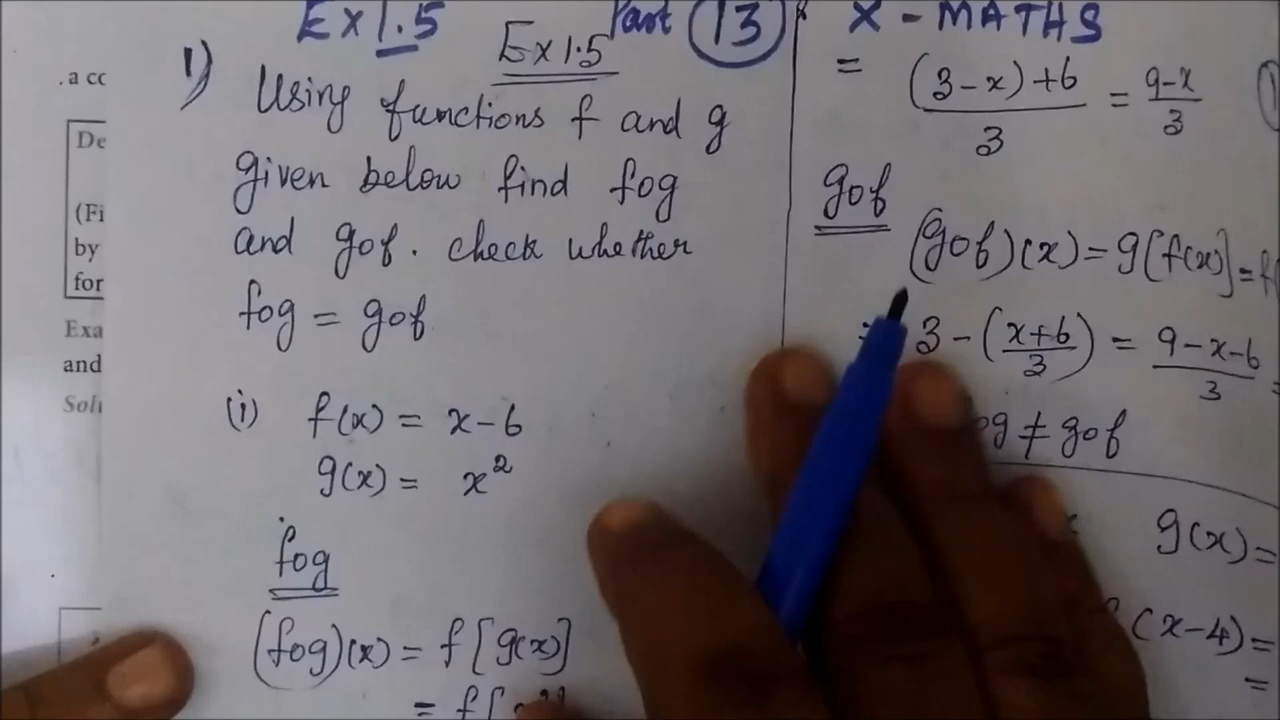 Ex 1.5 Part 13 X - MATHS
Ex 1.5
1) Using functions f and g
given below find fog
and gof. check whether
fog = gof
(i) f(x) = x-6
g(x) = x²
fog
(fog)(x) = f[g(x)]
= f[
= (3-x)+6/3 = 9-x/3
gof
(gof)(x) = g[f(x)] =
3-(x+6/3) = 9-x-6/3
≠ gof
g(x) =
(x-4) =
=
.a co
De
(Fi
by
for
Exa
and
Solu